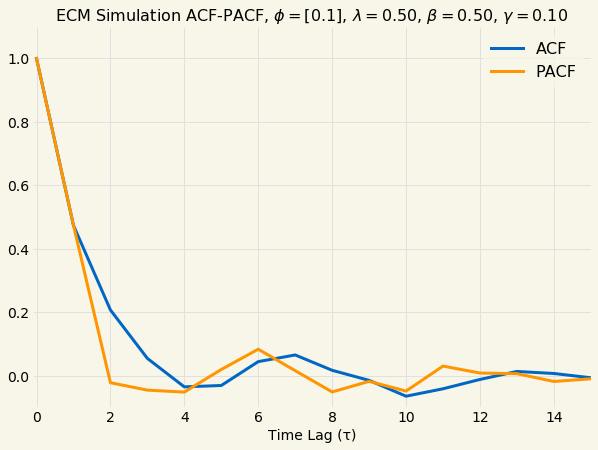 ECM Simulation ACF-PACF, ϕ = [0.1], λ = 0.50, β = 0.50, γ = 0.10
ACF
PACF
1.0
0.8
0.6
0.4
0.2
0.0
0 2 4 6 8 10 12 14
Time Lag (τ)